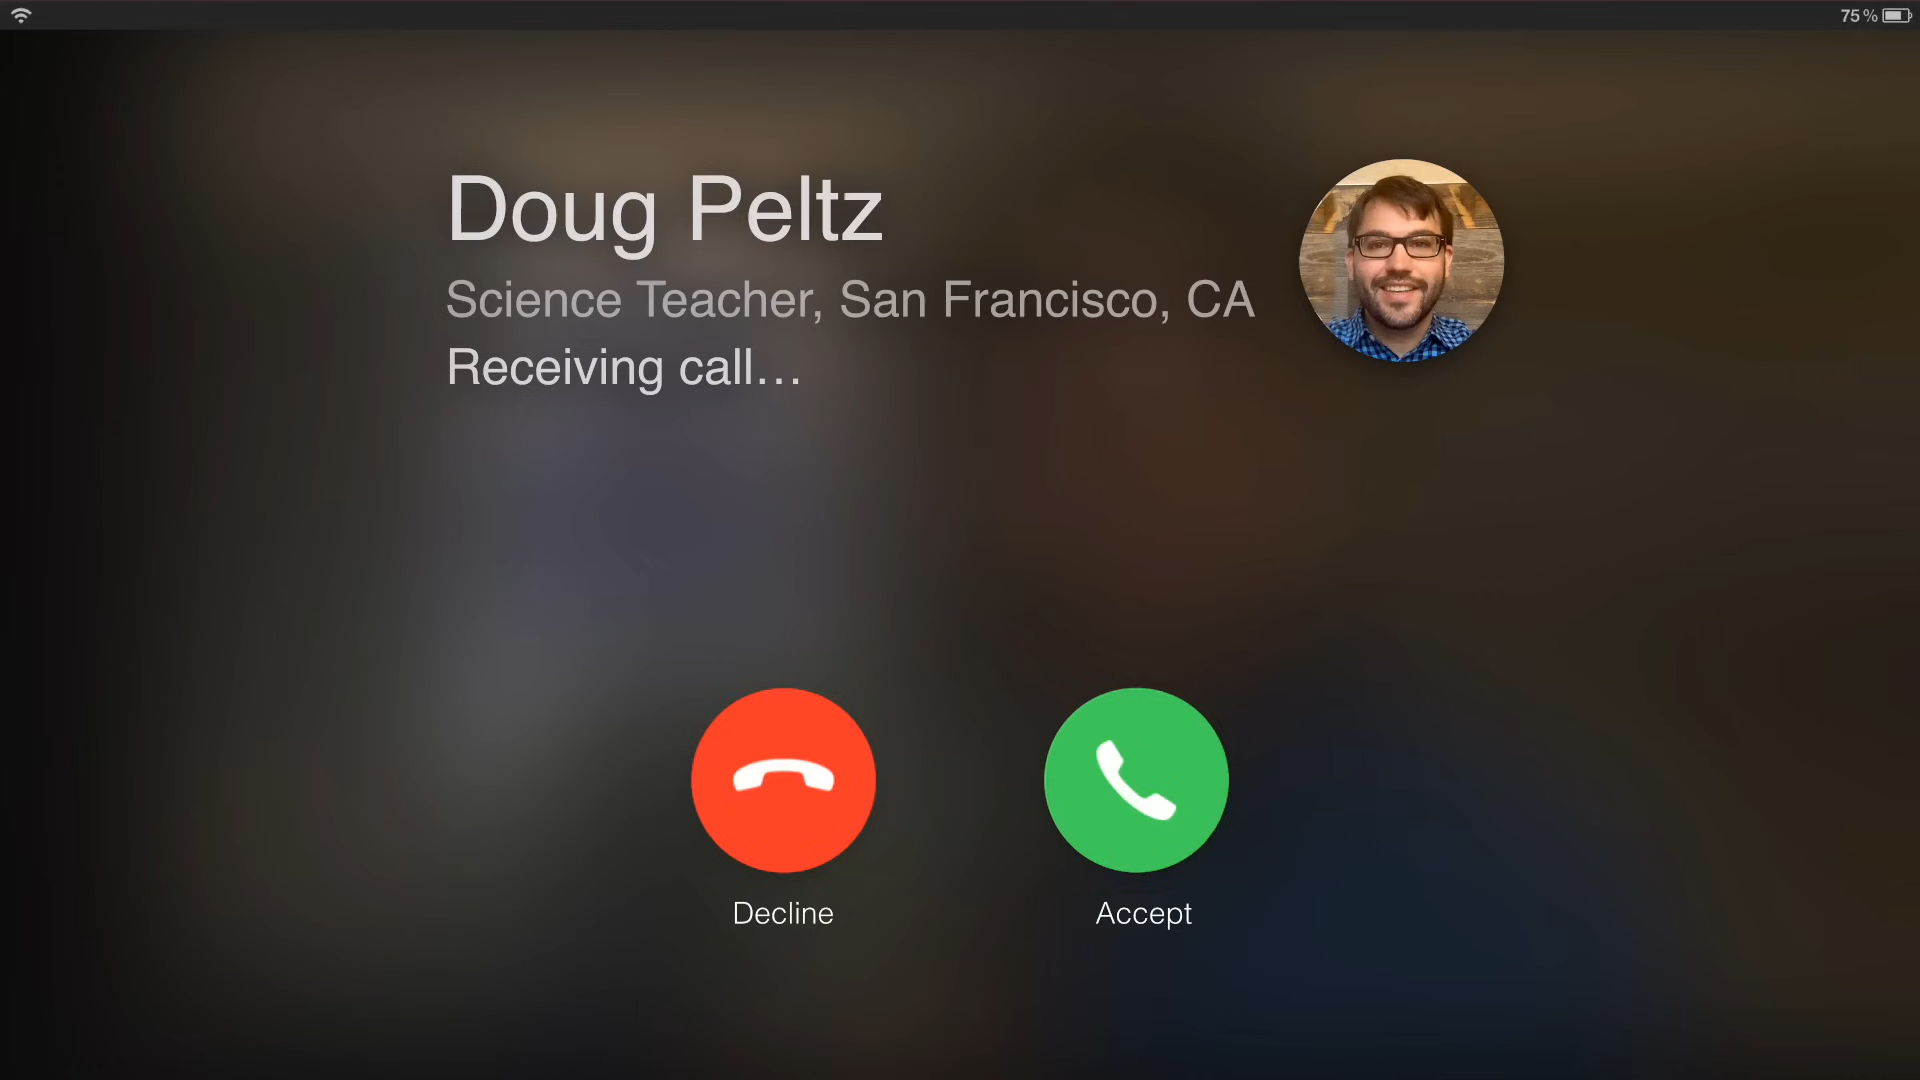 75 %
Doug Peltz
Science Teacher, San Francisco, CA
Receiving call…
Decline
Accept